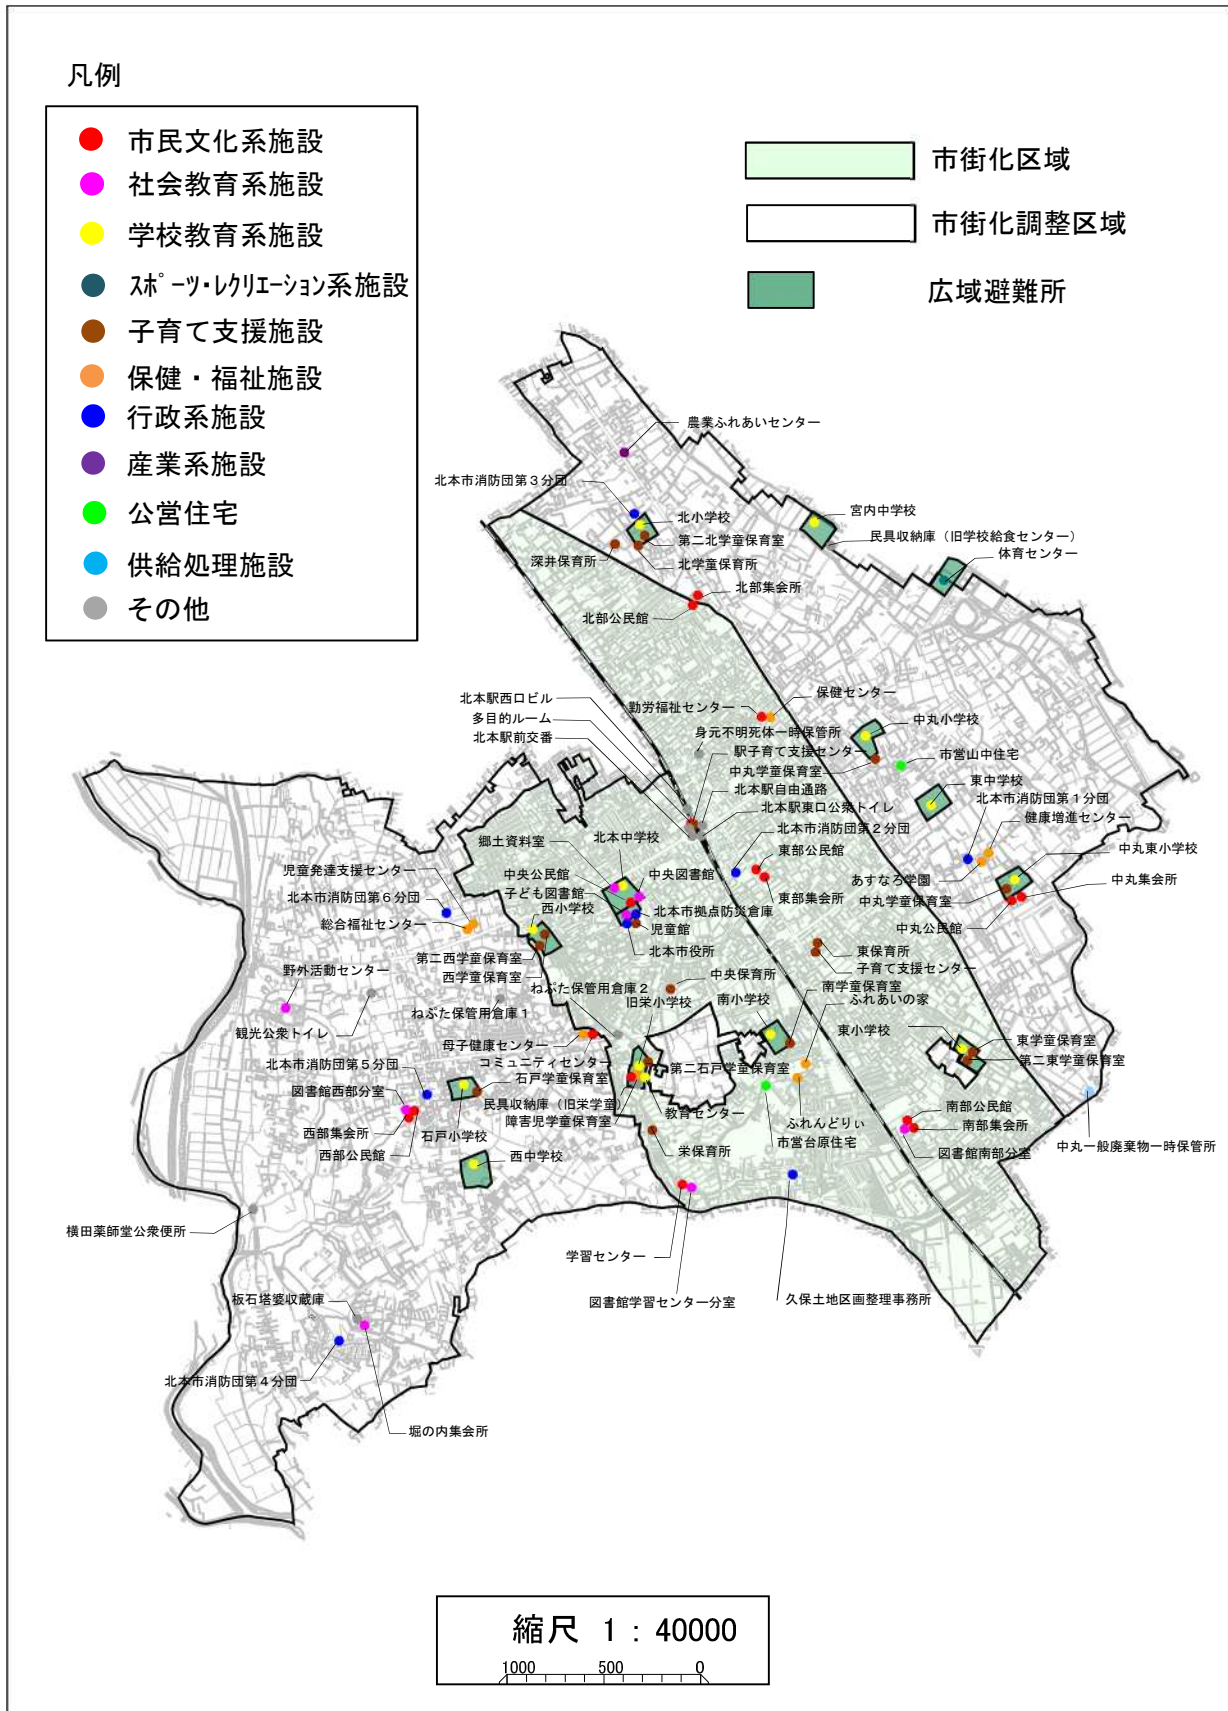 凡例
市民文化系施設
社会教育系施設
学校教育系施設
ｽﾎﾟｰﾂ・ﾚｸﾘｴｰｼｮﾝ系施設
子育て支援施設
保健・福祉施設
行政系施設
産業系施設
公営住宅
供給処理施設
その他
市街化区域
市街化調整区域
広域避難所
農業ふれあいセンター
北本市消防団第３分団
北小学校
宮内中学校
第二北学童保育室
民具収納庫（旧学校給食センター）
体育センター
深井保育所
北学童保育所
北部集会所
北部公民館
北本駅西口ビル
多目的ルーム
北本駅前交番
勤労福祉センター
保健センター
身元不明死体一時保管所
中丸小学校
駅子育て支援センター
中丸学童保育室
市営山中住宅
北本駅自由通路
東中学校
北本駅東口公衆トイレ
北本市消防団第１分団
北本市消防団第２分団
健康増進センター
郷土資料室
北本中学校
東部公民館
中丸東小学校
児童発達支援センター
中央公民館
中央図書館
あすなろ学園
中丸集会所
北本市消防団第６分団
子ども図書館
東部集会所
中丸学童保育室
総合福祉センター
西小学校
北本市拠点防災倉庫
児童館
中丸公民館
第二西学童保育室
北本市役所
東保育所
西学童保育室
子育て支援センター
野外活動センター
中央保育所
ねぷた保管用倉庫２
南学童保育室
旧栄小学校
南小学校
ふれあいの家
観光公衆トイレ
ねぷた保管用倉庫１
東小学校
母子健康センター
東学童保育室
コミュニティセンター
第二東学童保育室
北本市消防団第５分団
石戸学童保育室
第二石戸学童保育室
図書館西部分室
民具収納庫（旧栄学童）
教育センター
障害児学童保育室
西部集会所
石戸小学校
ふれんどりぃ
南部公民館
西部公民館
市営台原住宅
南部集会所
栄保育所
図書館南部分室
中丸一般廃棄物一時保管所
西中学校
横田薬師堂公衆便所
学習センター
図書館学習センター分室
久保土地区画整理事務所
板石塔婆収蔵庫
北本市消防団第４分団
堀の内集会所
縮尺 1 : 40000
1000 500 0